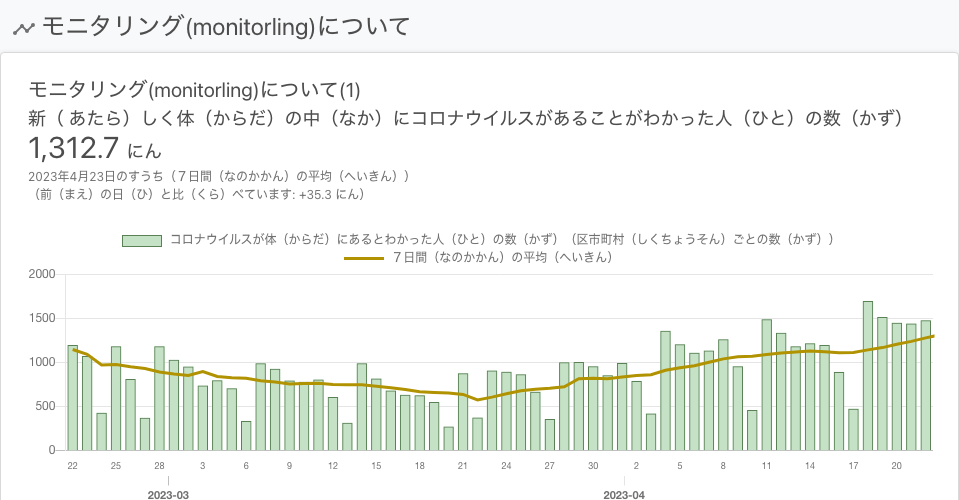 モニタリング(monitorling)について
モニタリング(monitorling)について(1)
新（ あたら）しく体（からだ）の中（なか）にコロナウイルスがあることがわかった人（ひと）の数（かず）
1,312.7 にん
2023年4月23日のすうち（７日間（なのかかん）の平均（へいきん））
（前（まえ）の日（ひ）と比（くら）べています: +35.3 にん）
コロナウイルスが体（からだ）にあるとわかった人（ひと）の数（かず）（区市町村（しくちょうそん）ごとの数（かず））
７日間（なのかかん）の平均（へいきん）
2000
1500
1000
500
0
22 25 28 3 6 9 12 15 18 21 24 27 30 2 5 8 11 14 17 20
2023-03 2023-04